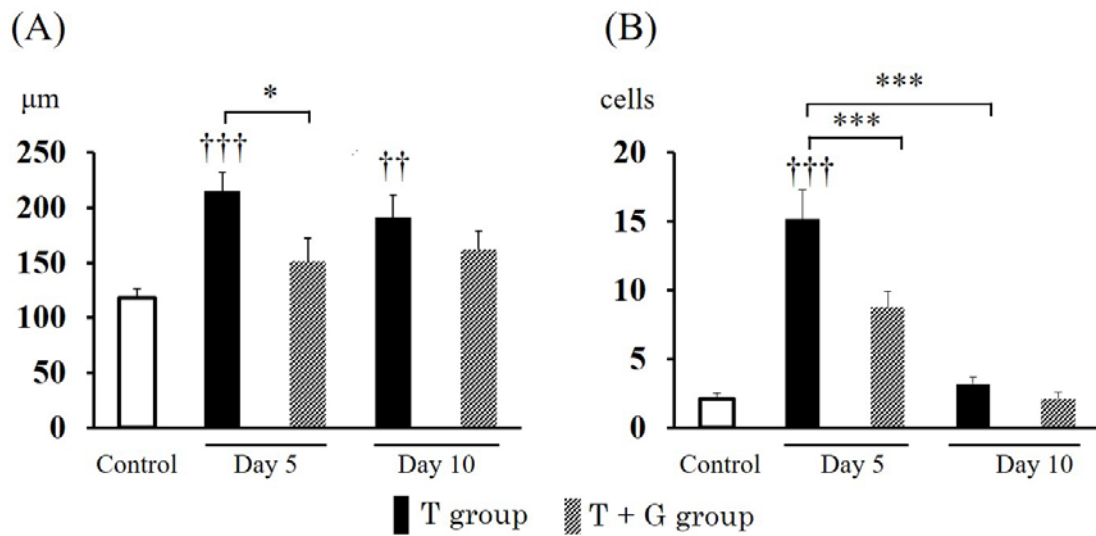 (A)
μm
*
†††
††
250
200
150
100
50
0
Control
Day 5
Day 10
(B)
cells
***
***
†††
20
15
10
5
0
Control
Day 5
Day 10
T group
T + G group